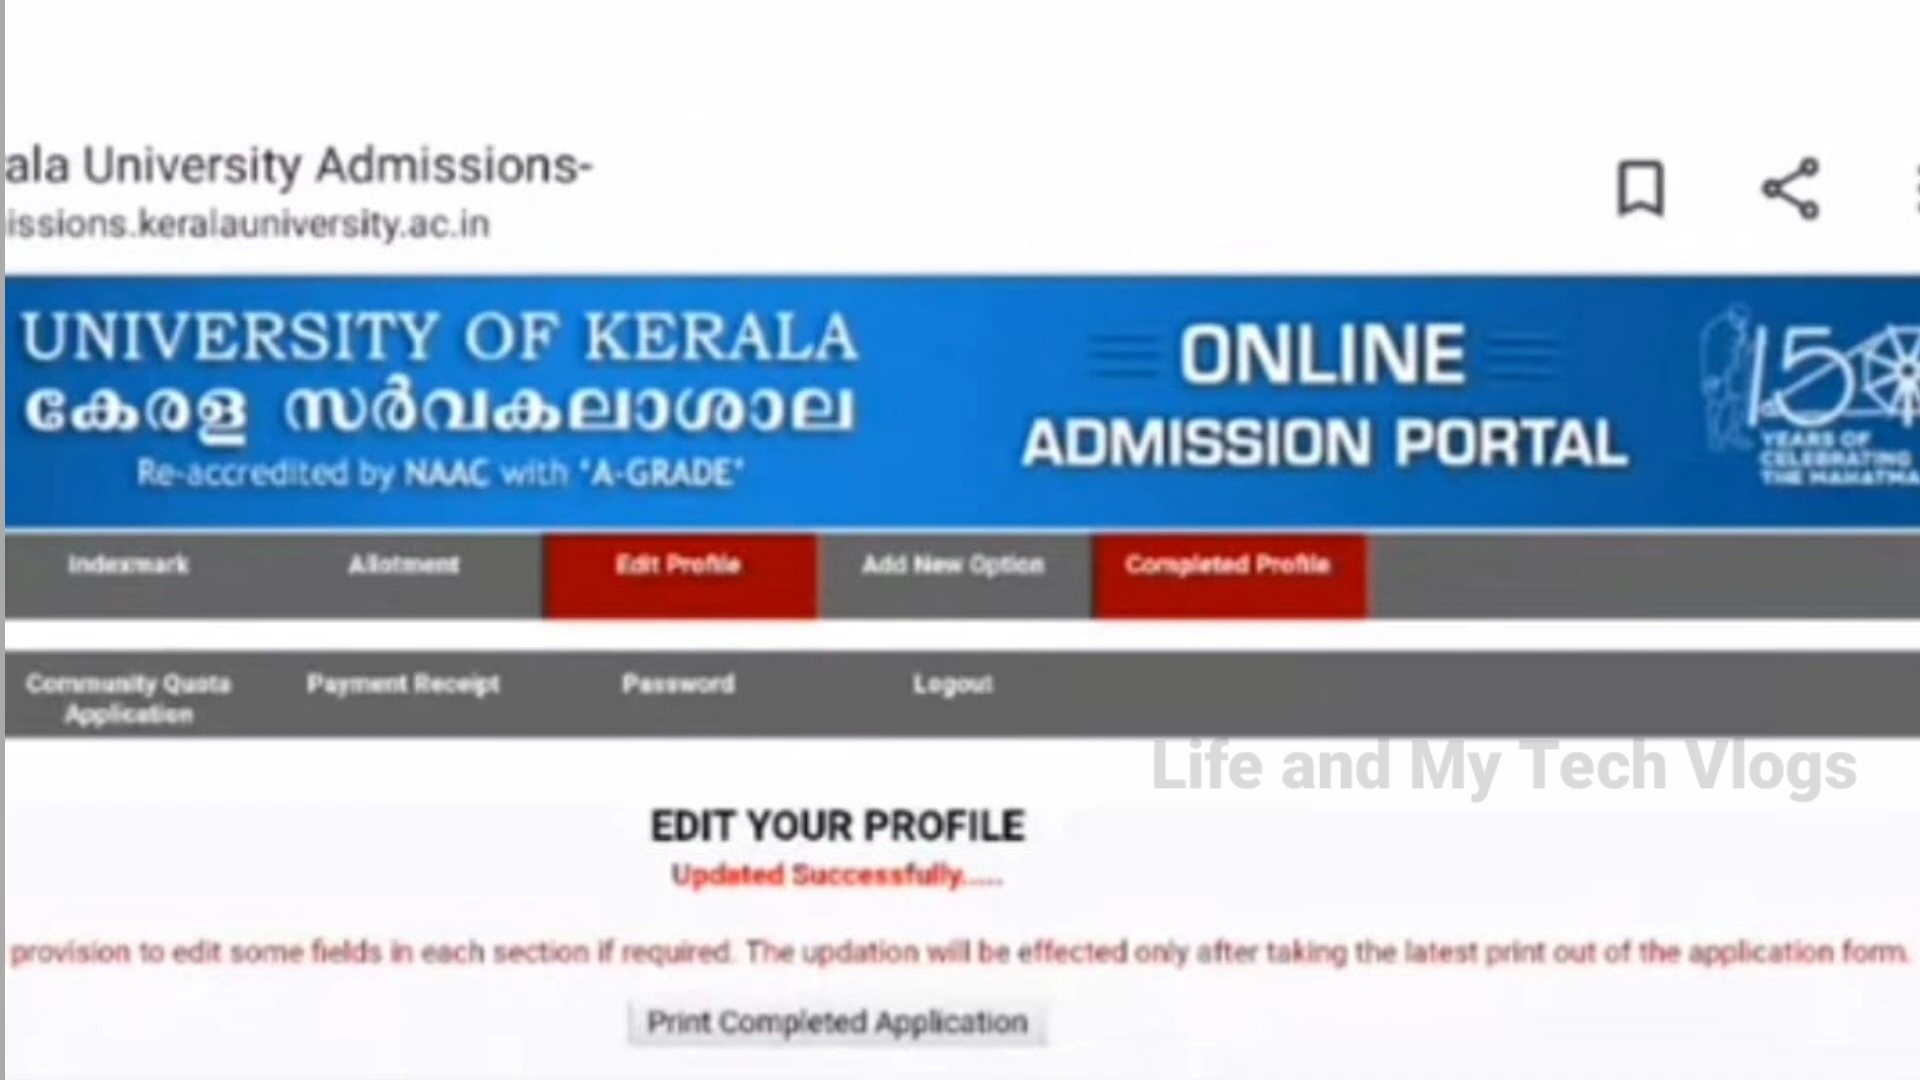 ala University Admissions-
issions.keralauniversity.ac.in
UNIVERSITY OF KERALA
കേരള സർവകലാശാല
Re-accredited by NAAC with 'A-GRADE'
ONLINE
ADMISSION PORTAL
150
YEARS OF
CELEBRATING
THE MAHATMA
Indexmark Allotment Edit Profile Add New Option Completed Profile
Community Quota Payment Receipt Password Logout
Application
Life and My Tech Vlogs
EDIT YOUR PROFILE
Updated Successfully.....
provision to edit some fields in each section if required. The updation will be effected only after taking the latest print out of the application form.
Print Completed Application